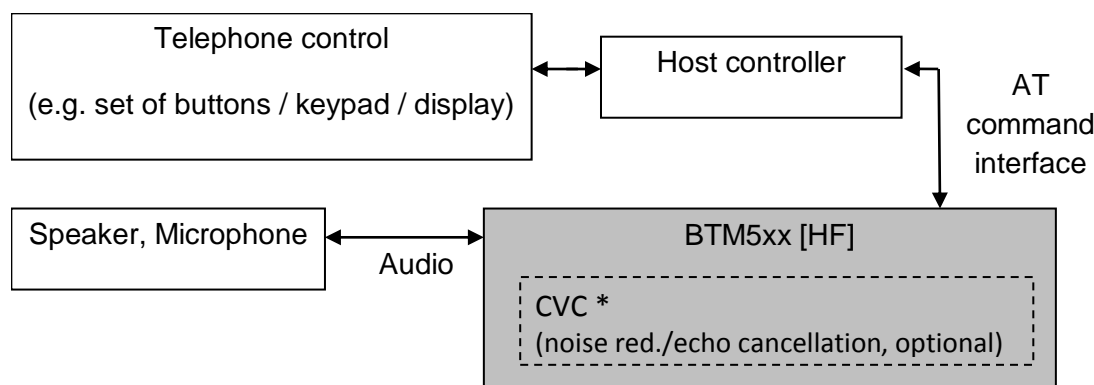 Telephone control
(e.g. set of buttons / keypad / display)
Host controller
AT
command
interface
Speaker, Microphone
Audio
BTM5xx [HF]
CVC *
(noise red./echo cancellation, optional)